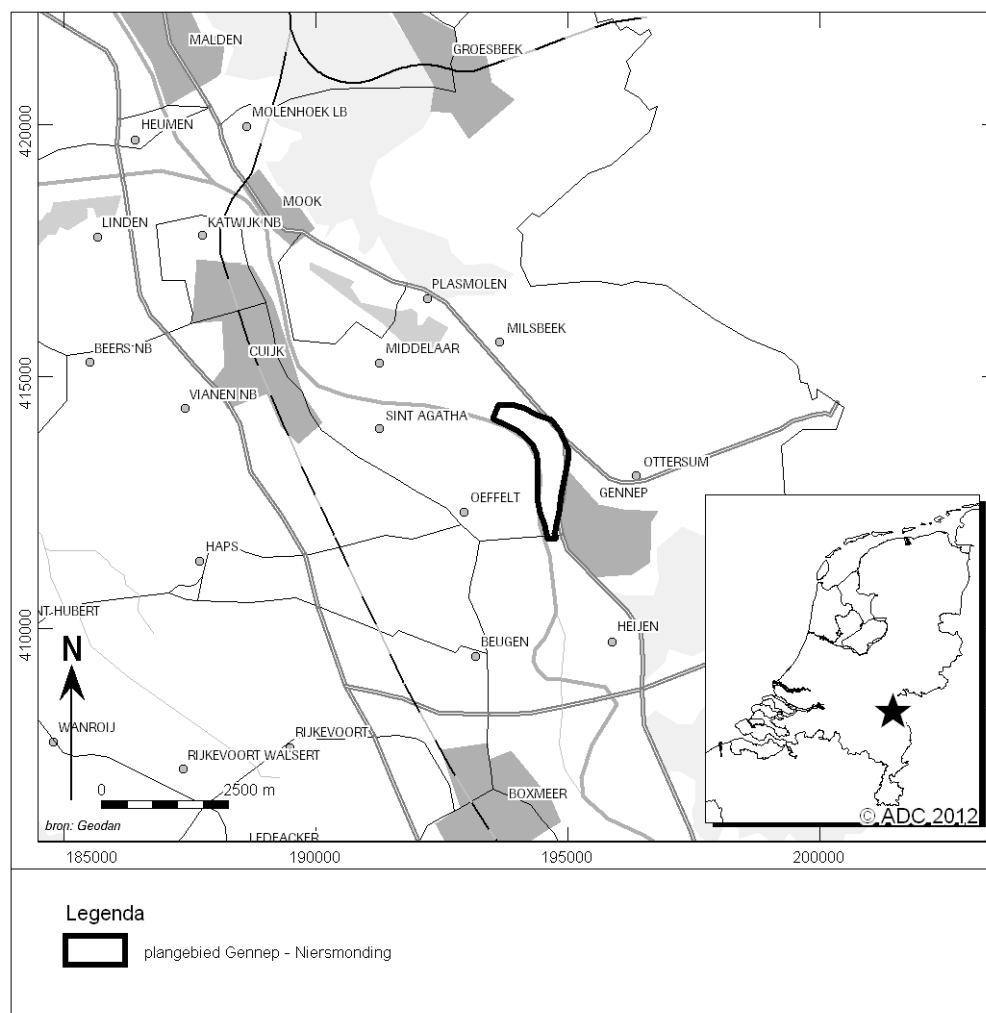 MALDEN
GROESBEEK
420000
HEUMEN
MOLENHOEK LB
MOOK
LINDEN
KATWIJK NB
PLASMOLEN
MILSBEEK
BEERS NB
CUIJK
MIDDELAAR
415000
VIANEN NB
SINT AGATHA
OTTERSUM
OEFFELT
GENNEP
HAPS
NT-HUBERT
410000
N
BEUGEN
HEIJEN
WANROIJ
RIJKEVOORT
RIJKEVOORT WALSERT
0 2500 m
BOXMEER
bron: Geodan
LEDEACKER
© ADC 2012
185000 190000 195000 200000
Legenda
plangebied Gennep - Niersmonding